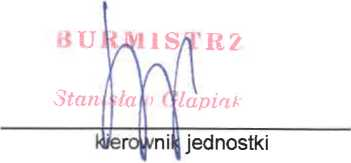 BURMISTRZ
Stanisław Glapiak
kierownik jednostki